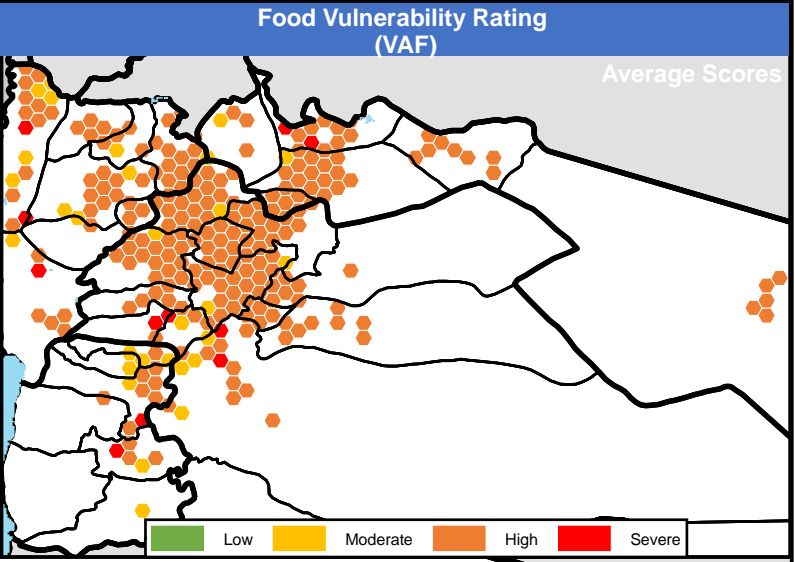 Food Vulnerability Rating
(VAF)
Average Scores
Low
Moderate
High
Severe